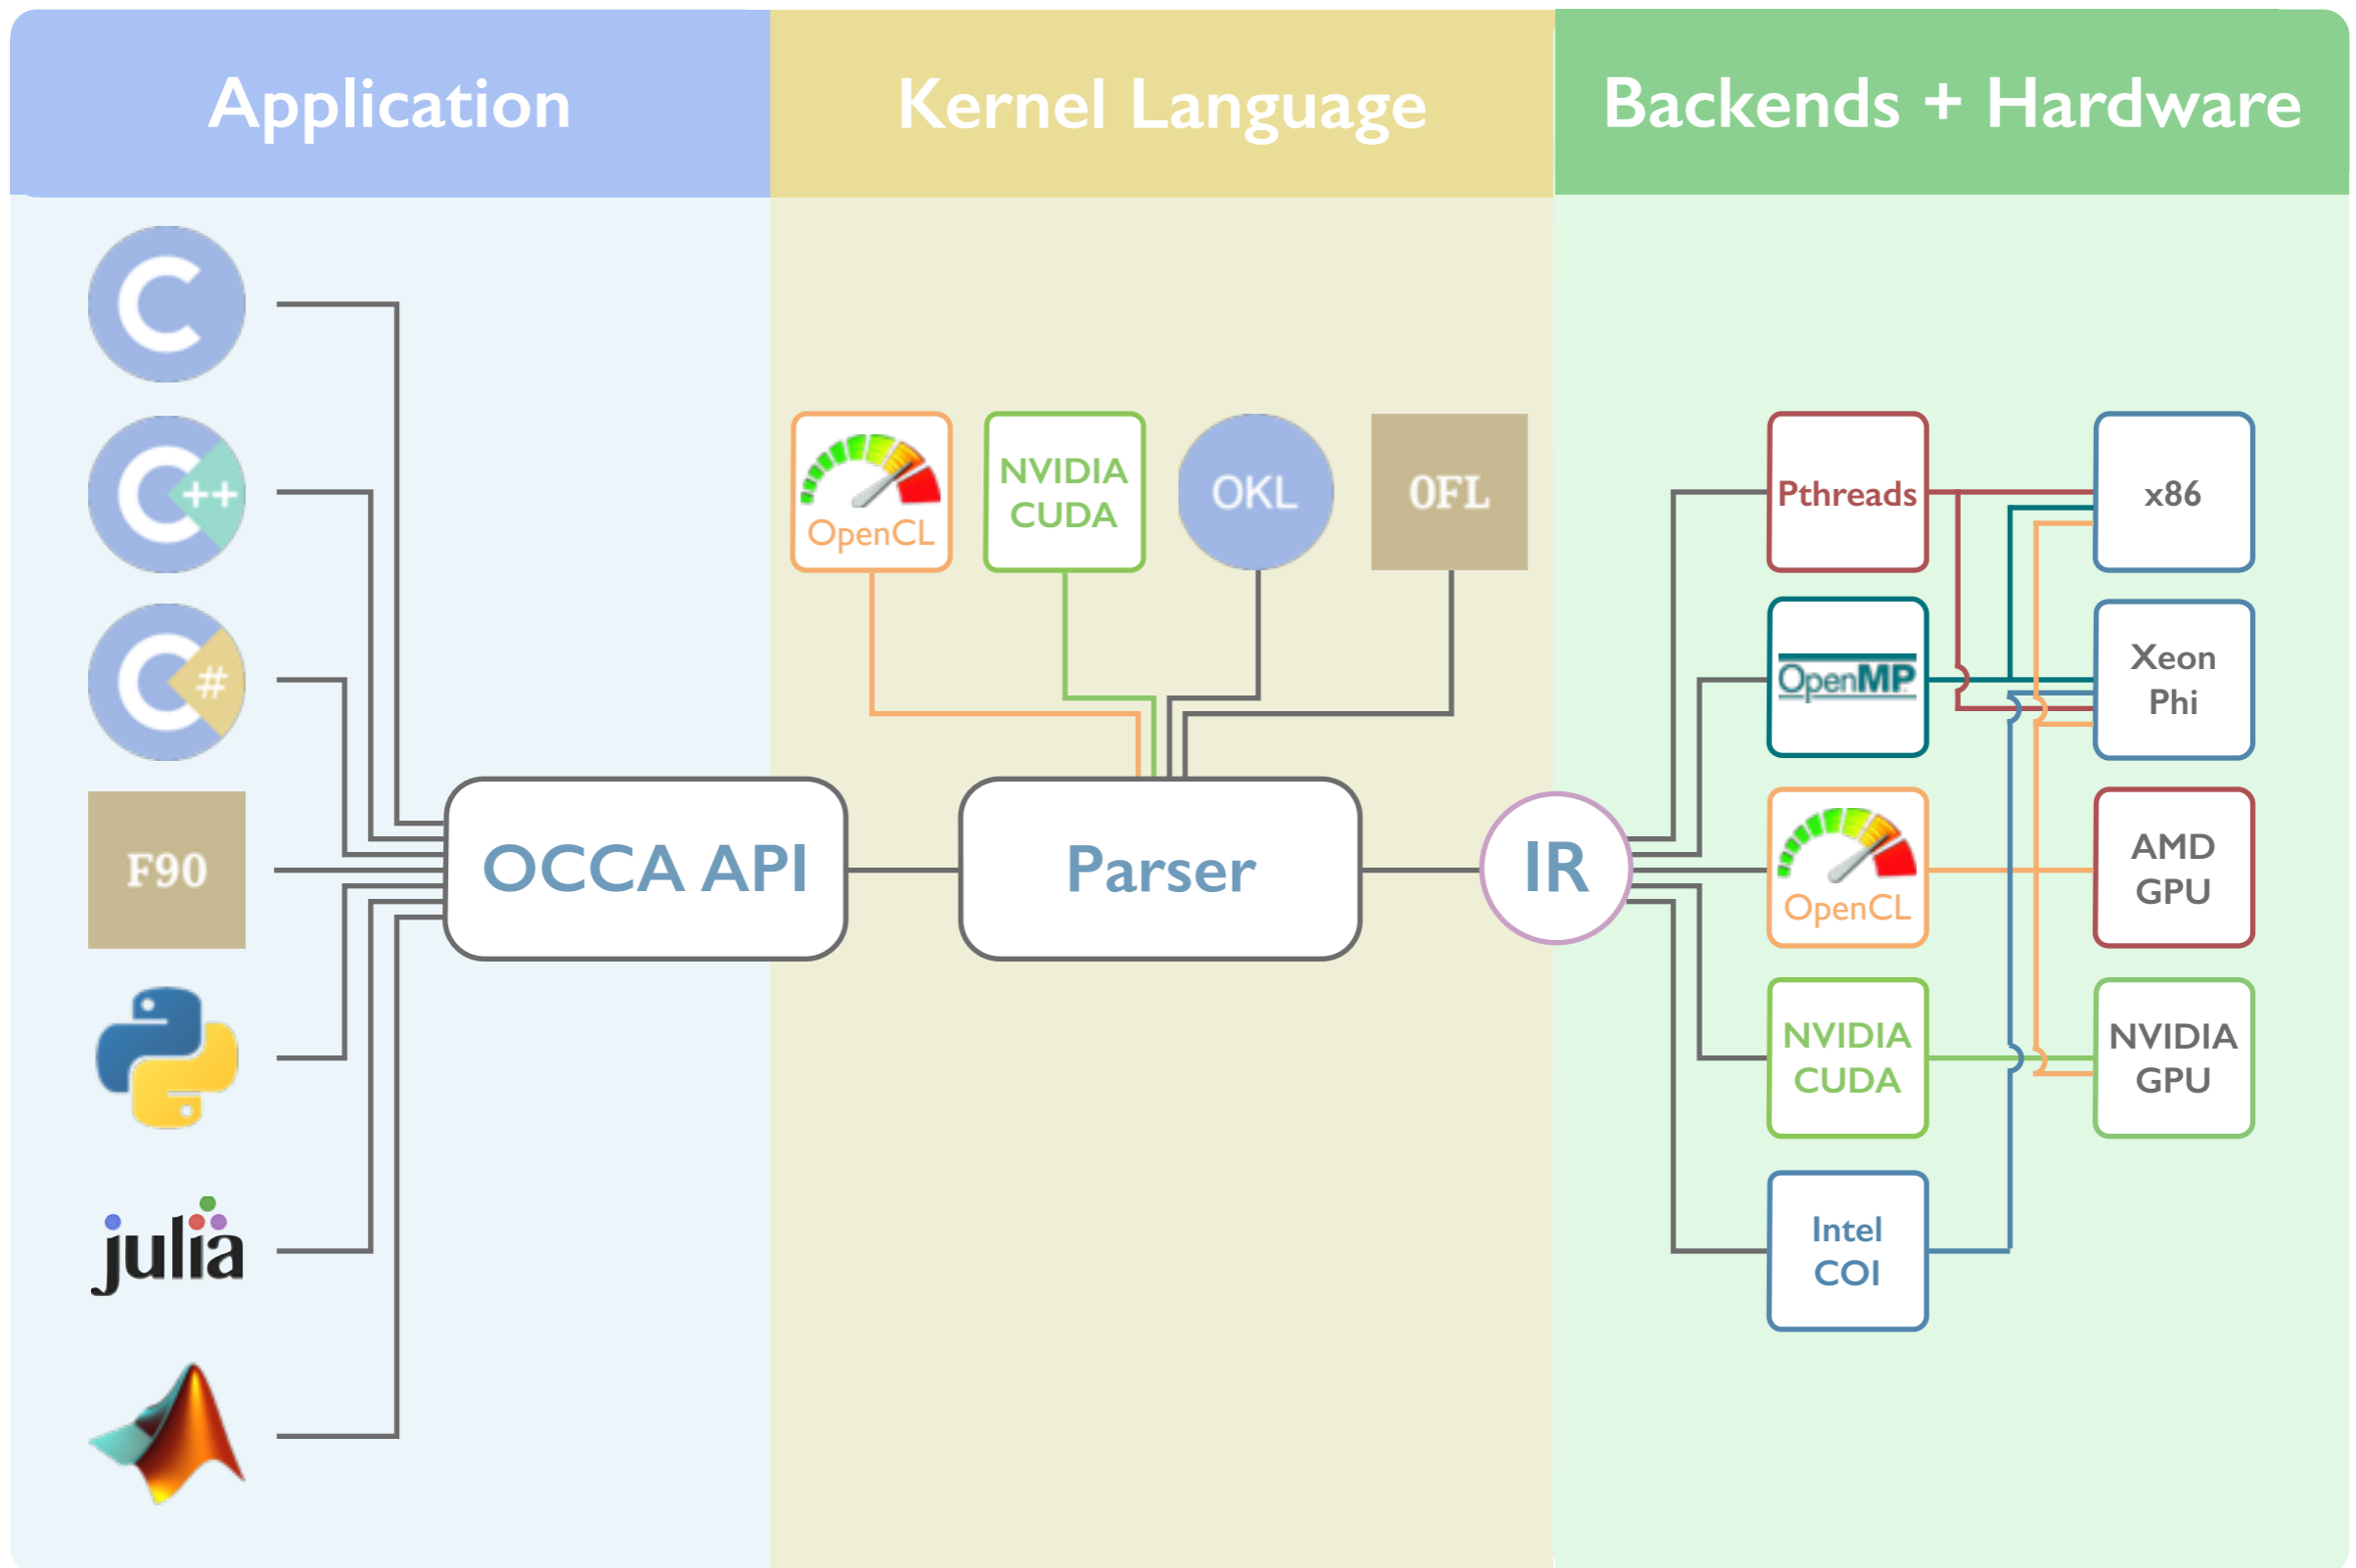 Application
Kernel Language
Backends + Hardware
C
C++
C#
F90
julia
OCCA API
OpenCL
NVIDIA
CUDA
OKL
OFL
Parser
IR
Pthreads
OpenMP
OpenCL
NVIDIA
CUDA
Intel
COI
x86
Xeon
Phi
AMD
GPU
NVIDIA
GPU